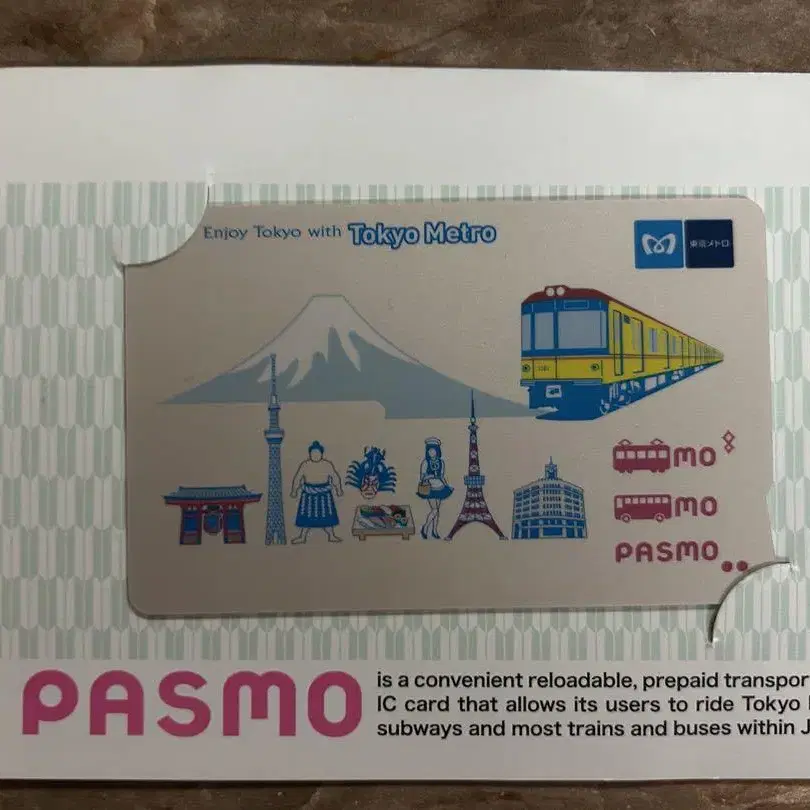 Enjoy Tokyo with Tokyo Metro
東京メトロ
MO
MO
PASMO
PASMO
is a convenient reloadable, prepaid
IC card that allows its users to ride Tokyo
subways and most trains and buses within